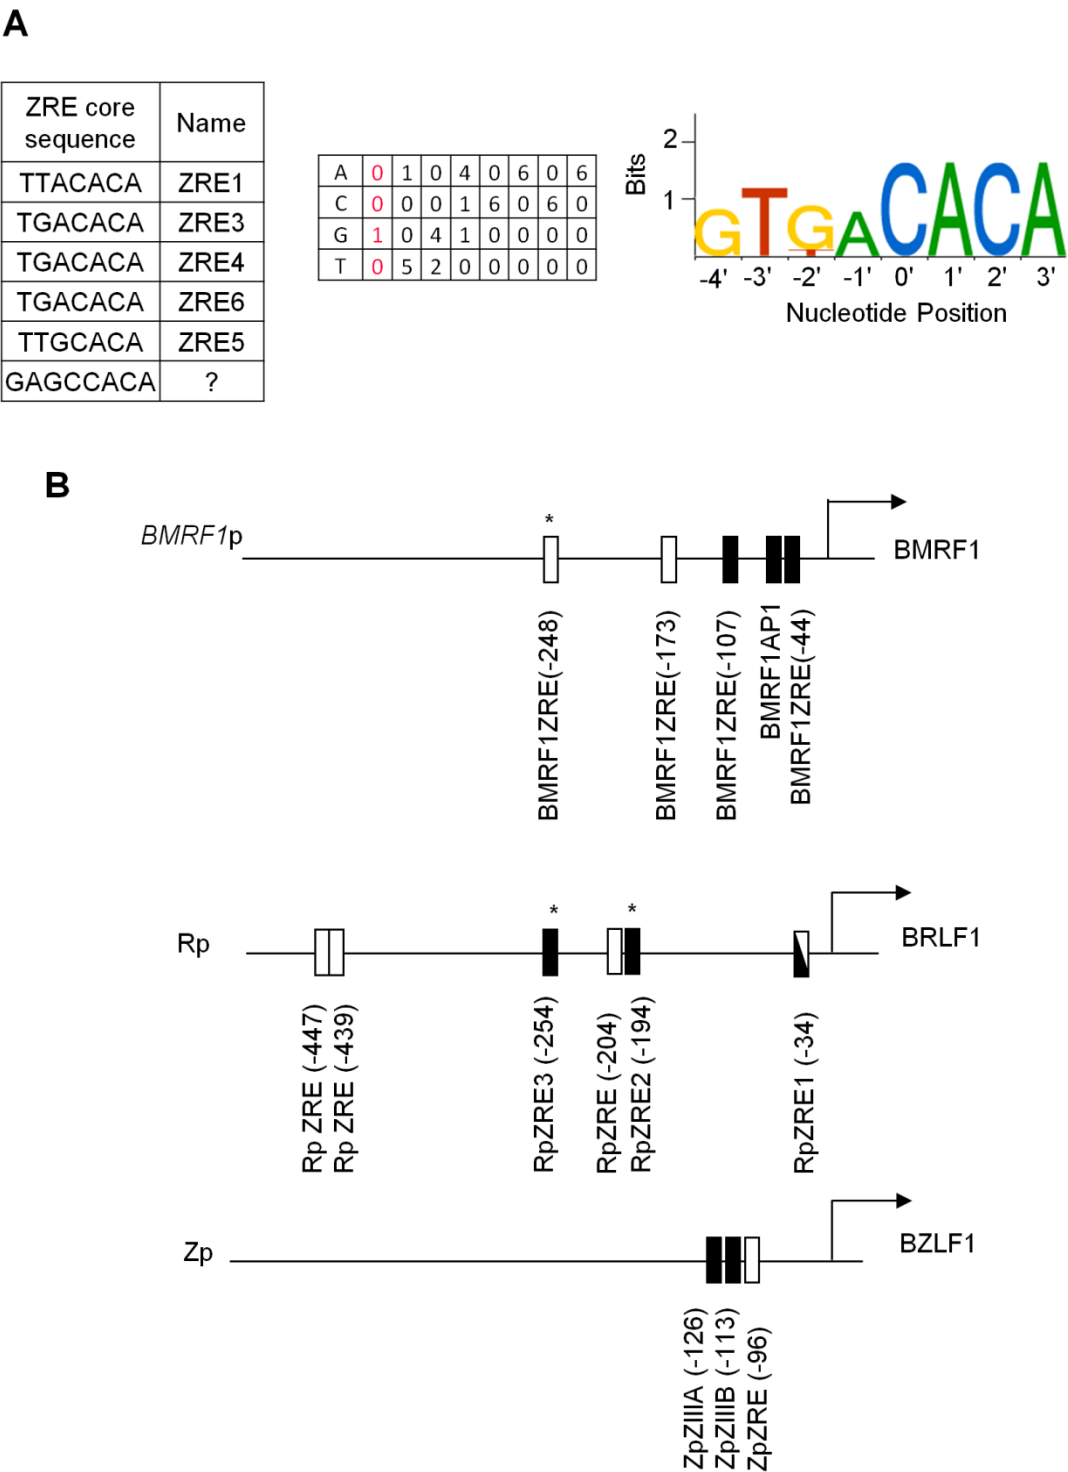 A
ZRE core sequence Name
TTACACA ZRE1
TGACACA ZRE3
TGACACA ZRE4
TGACACA ZRE6
TTGCACA ZRE5
GAGCCACA ?
A 0 1 0 4 0 6 0 6
C 0 0 0 1 6 0 6 0
G 1 0 4 1 0 0 0 0
T 0 5 2 0 0 0 0 0
Bits
2
1
GTGACACA
-4' -3' -2' -1' 0' 1' 2' 3'
Nucleotide Position
B
BMRF1p
*
BMRF1
BMRF1ZRE(-248)
BMRF1ZRE(-173)
BMRF1ZRE(-107)
BMRF1AP1
BMRF1ZRE(-44)
Rp
* *
BRLF1
Rp ZRE (-447)
Rp ZRE (-439)
RpZRE3 (-254)
RpZRE (-204)
RpZRE2 (-194)
RpZRE1 (-34)
Zp
BZLF1
ZpZIIIA (-126)
ZpZIIIB (-113)
ZpZRE (-96)